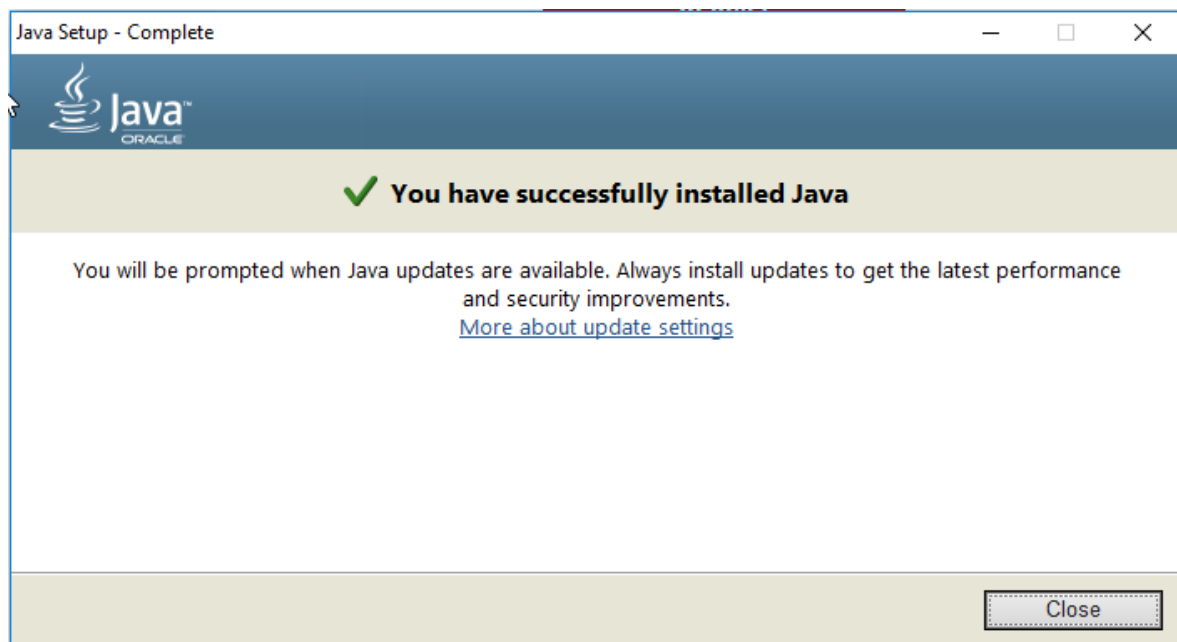 Java Setup - Complete
Java™
ORACLE
You have successfully installed Java
You will be prompted when Java updates are available. Always install updates to get the latest performance
and security improvements.
More about update settings
Close